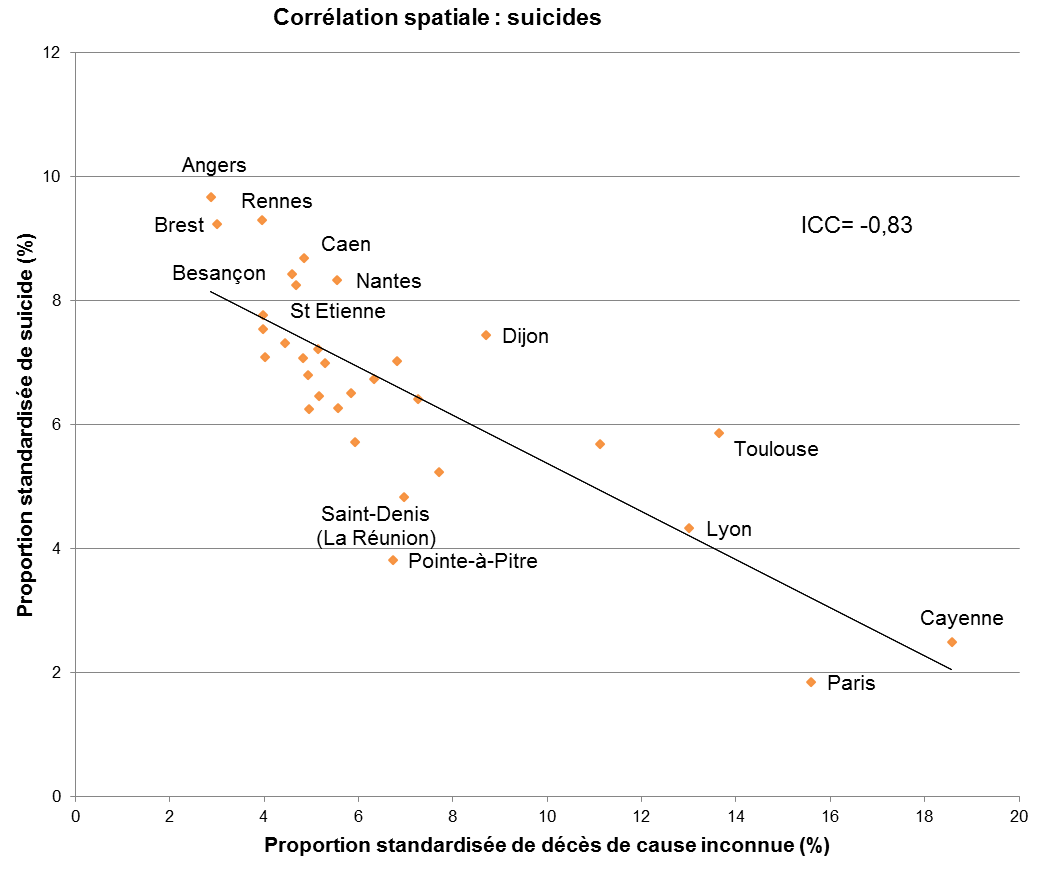 Corrélation spatiale : suicides
12
10
8
6
4
2
0
Proportion standardisée de suicide (%)
Angers
Rennes
Brest
ICC= -0,83
Caen
Besançon
Nantes
St Etienne
Dijon
Toulouse
Saint-Denis
(La Réunion)
Lyon
Pointe-à-Pitre
Cayenne
Paris
0 2 4 6 8 10 12 14 16 18 20
Proportion standardisée de décès de cause inconnue (%)